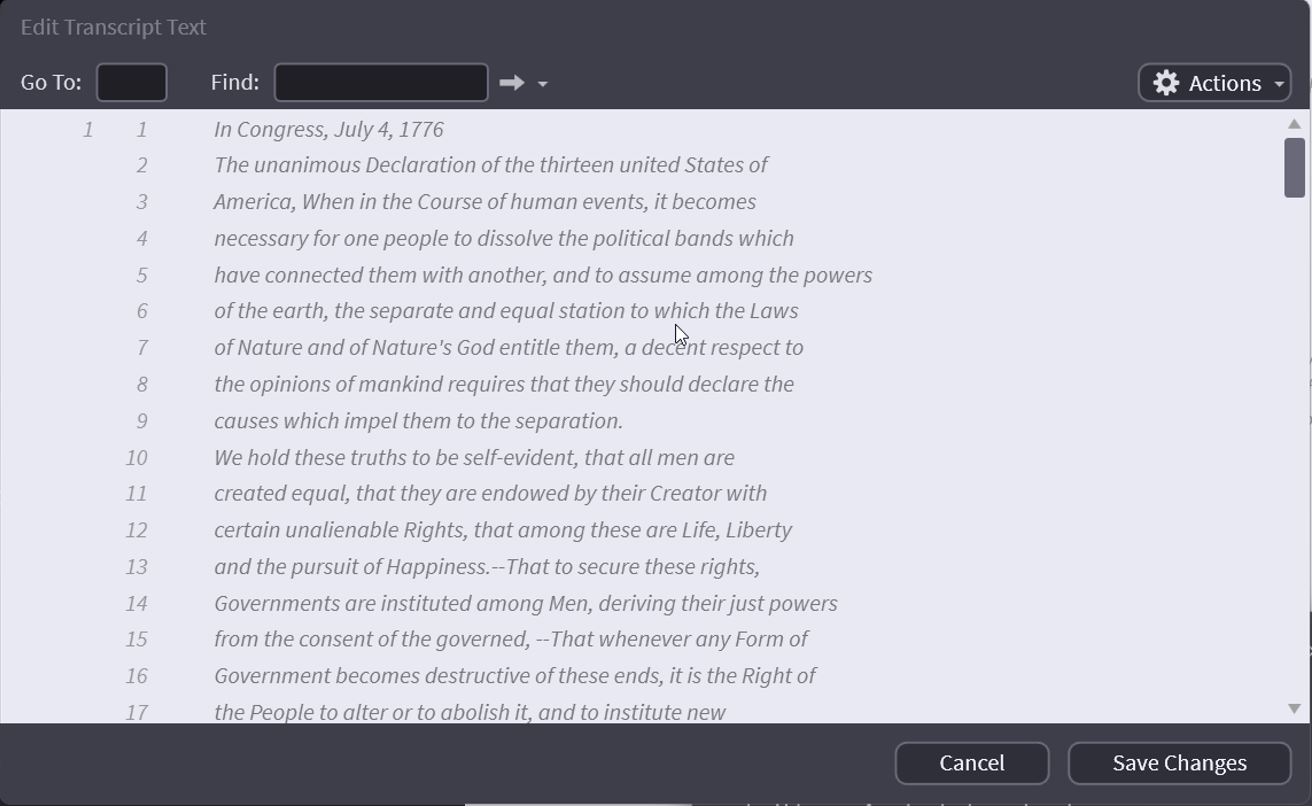 Edit Transcript Text
Go To: Find: Actions
1 1 In Congress, July 4, 1776
2 The unanimous Declaration of the thirteen united States of
3 America, When in the Course of human events, it becomes
4 necessary for one people to dissolve the political bands which
5 have connected them with another, and to assume among the powers
6 of the earth, the separate and equal station to which the Laws
7 of Nature and of Nature's God entitle them, a decent respect to
8 the opinions of mankind requires that they should declare the
9 causes which impel them to the separation.
10 We hold these truths to be self-evident, that all men are
11 created equal, that they are endowed by their Creator with
12 certain unalienable Rights, that among these are Life, Liberty
13 and the pursuit of Happiness.--That to secure these rights,
14 Governments are instituted among Men, deriving their just powers
15 from the consent of the governed, --That whenever any Form of
16 Government becomes destructive of these ends, it is the Right of
17 the People to alter or to abolish it, and to institute new
Cancel Save Changes